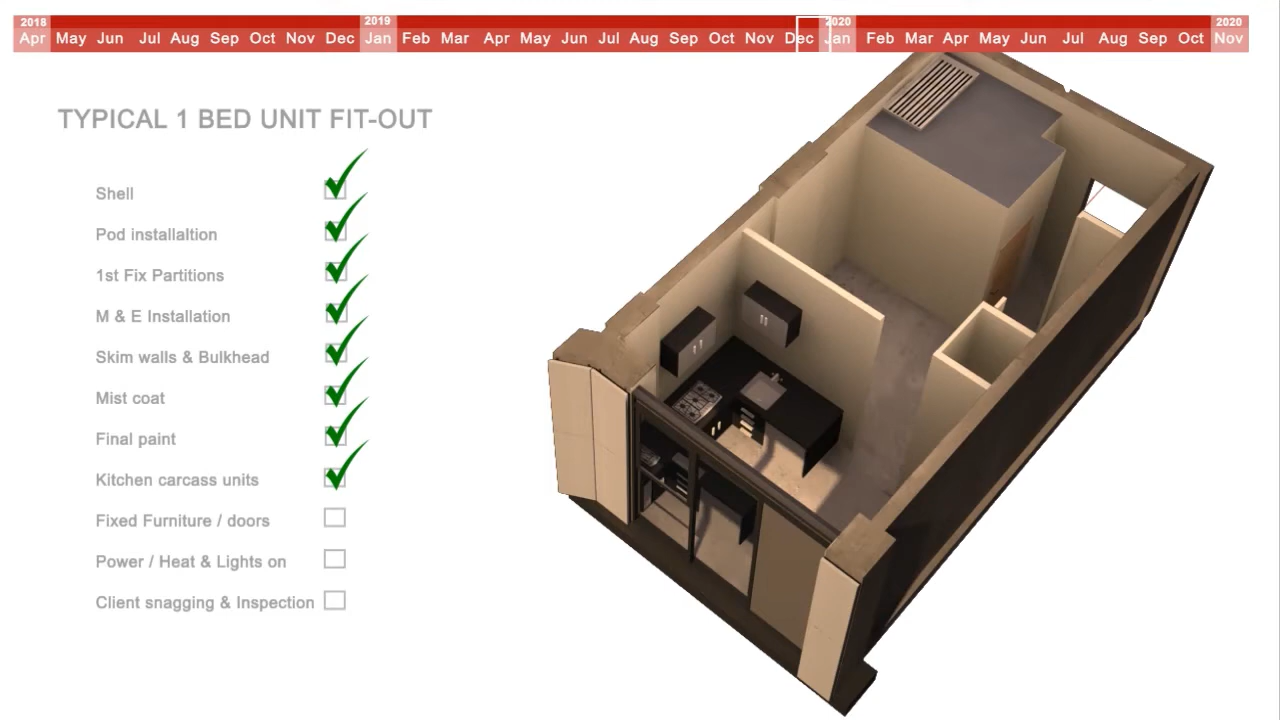 2018 2019 2020 2020
Apr May Jun Jul Aug Sep Oct Nov Dec Jan Feb Mar Apr May Jun Jul Aug Sep Oct Nov Dec Jan Feb Mar Apr May Jun Jul Aug Sep Oct Nov
TYPICAL 1 BED UNIT FIT-OUT
Shell
Pod installaltion
1st Fix Partitions
M & E Installation
Skim walls & Bulkhead
Mist coat
Final paint
Kitchen carcass units
Fixed Furniture / doors
Power / Heat & Lights on
Client snagging & Inspection